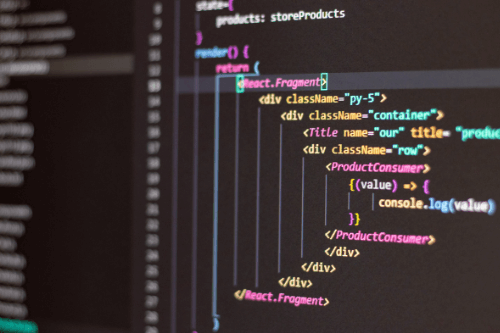 state={
products: storeProducts
}
render() {
return (
<React.Fragment>
<div className="py-5">
<div className="container">
<Title name="our" title= "produc
<div className="row">
<ProductConsumer>
{(value) => {
console.log(value)
}}
</ProductConsumer>
</div>
</div>
</div>
</React.Fragment>
)